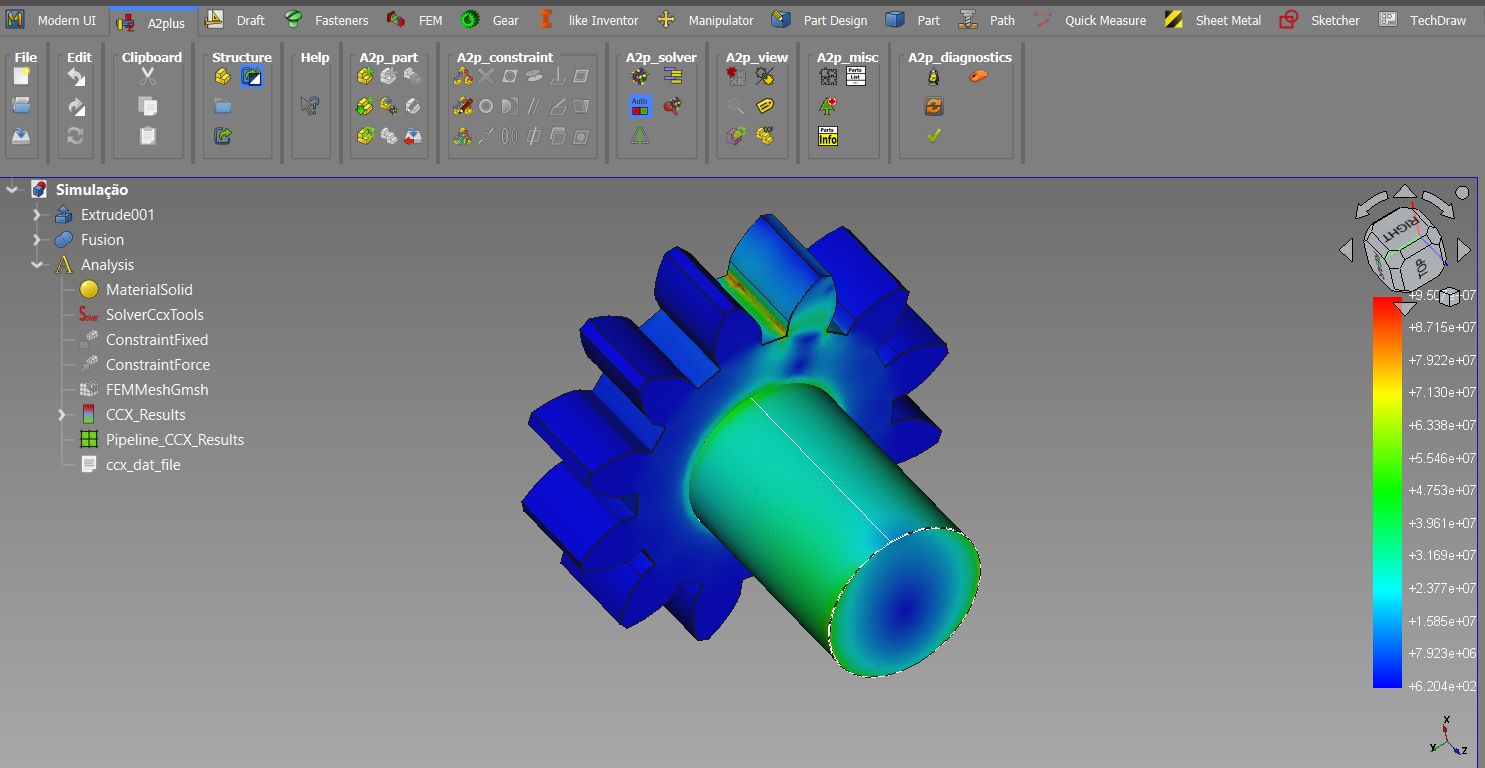 Modern UI A2plus Draft Fasteners FEM Gear like Inventor Manipulator Part Design Part Path Quick Measure Sheet Metal Sketcher TechDraw
File Edit Clipboard Structure Help A2p_part A2p_constraint A2p_solver A2p_view A2p_misc A2p_diagnostics
Parts
List
Auto
DOF
Parts
Info
Simulação
Extrude001
Fusion
Analysis
MaterialSolid
Solver SolverCcxTools
ConstraintFixed
ConstraintForce
FEMMeshGmsh
CCX_Results
Pipeline_CCX_Results
ccx_dat_file
RIGHT
TOP
+8.715e+07
+7.922e+07
+7.130e+07
+6.338e+07
+5.546e+07
+4.753e+07
+3.961e+07
+3.169e+07
+2.377e+07
+1.585e+07
+7.923e+06
+6.204e+02
X
Y
Z